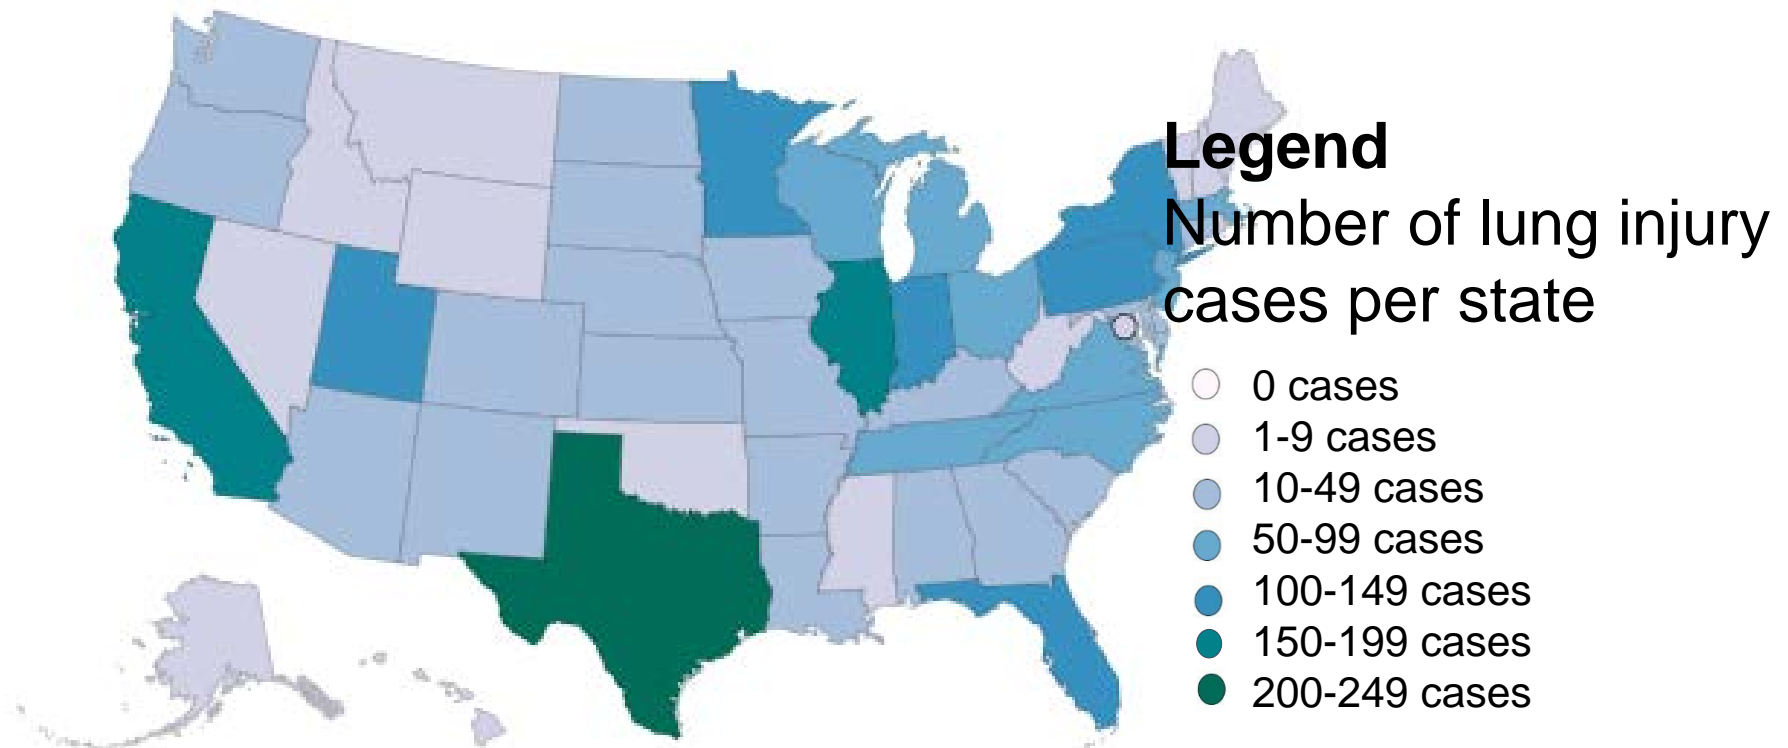 Legend
Number of lung injury
cases per state
0 cases
1-9 cases
10-49 cases
50-99 cases
100-149 cases
150-199 cases
200-249 cases